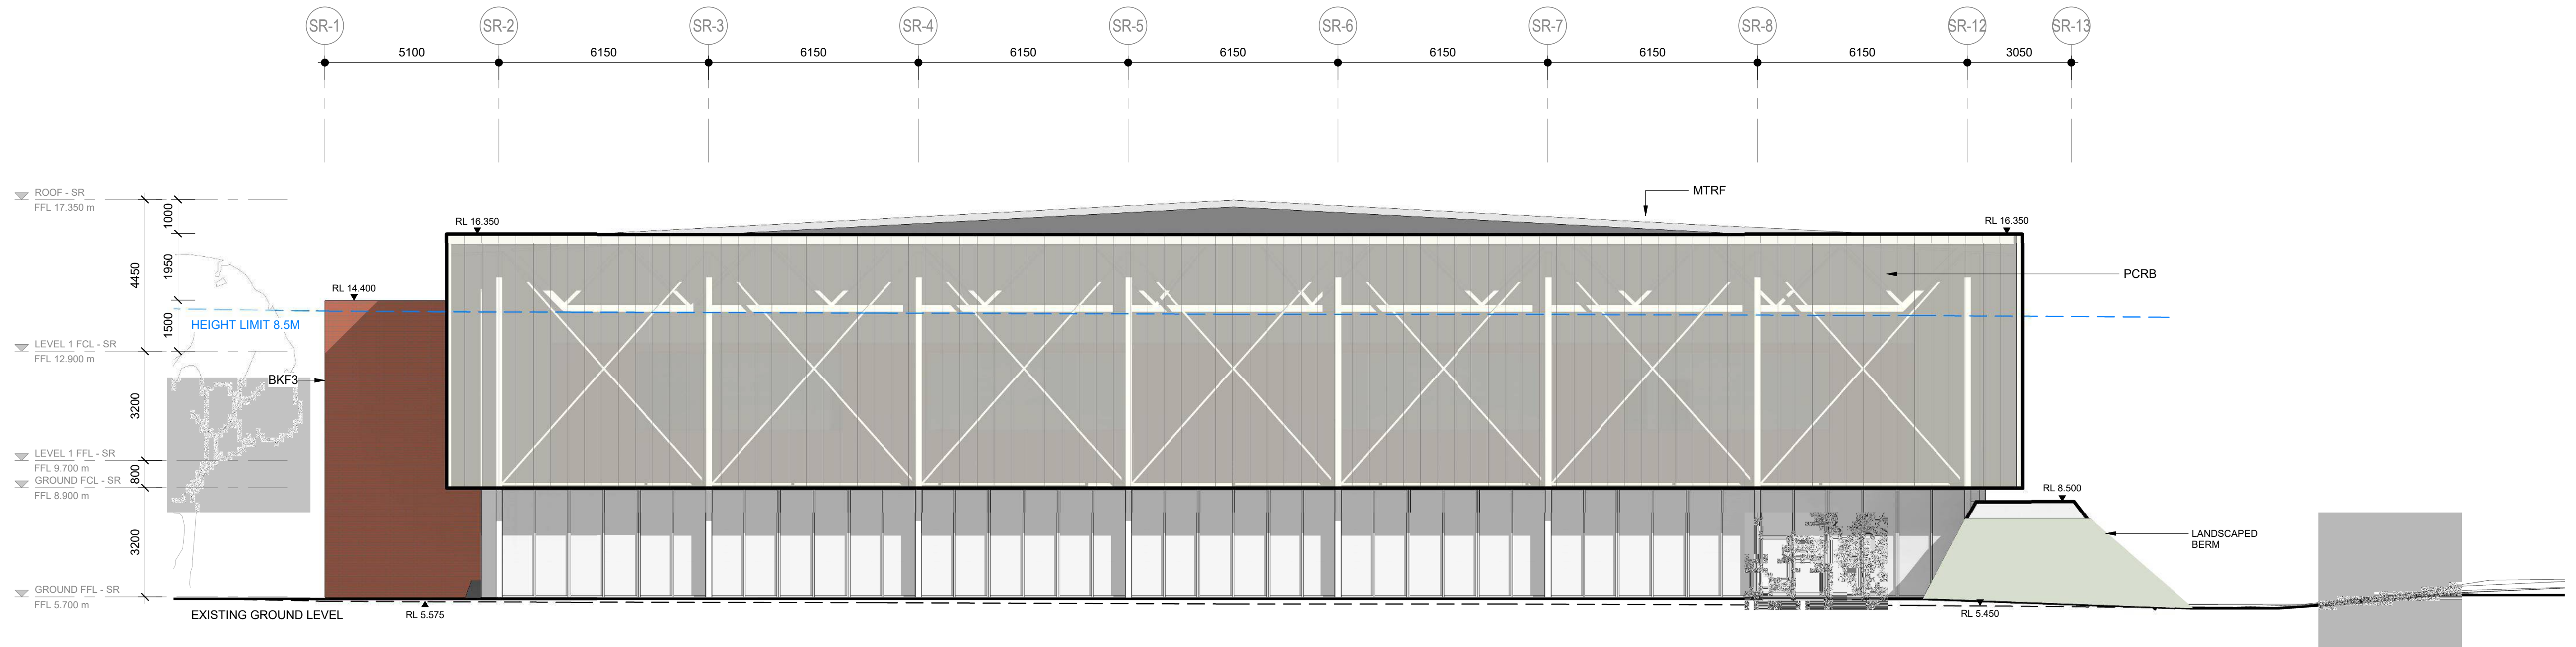 SR-1 SR-2 SR-3 SR-4 SR-5 SR-6 SR-7 SR-8 SR-12 SR-13
5100 6150 6150 6150 6150 6150 6150 6150 3050
ROOF - SR
FFL 17.350 m
1000
MTRF
RL 16.350
RL 16.350
4450
1950
PCRB
RL 14.400
HEIGHT LIMIT 8.5M
1500
LEVEL 1 FCL - SR
FFL 12.900 m
BKF3
3200
LEVEL 1 FFL - SR
FFL 9.700 m
800
GROUND FCL - SR
FFL 8.900 m
RL 8.500
3200
LANDSCAPED
BERM
GROUND FFL - SR
FFL 5.700 m
EXISTING GROUND LEVEL
RL 5.575
RL 5.450